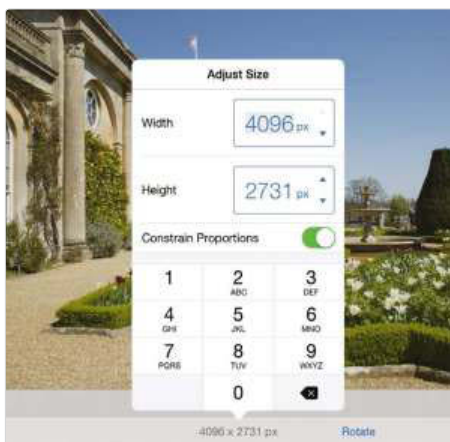 Adjust Size
Width 4096 px
Height 2731 px
Constrain Proportions
1 2 3
ABC DEF
4 5 6
GHI JKL MNO
7 8 9
PQRS TUV WXYZ
0
4096 x 2731 px Rotate